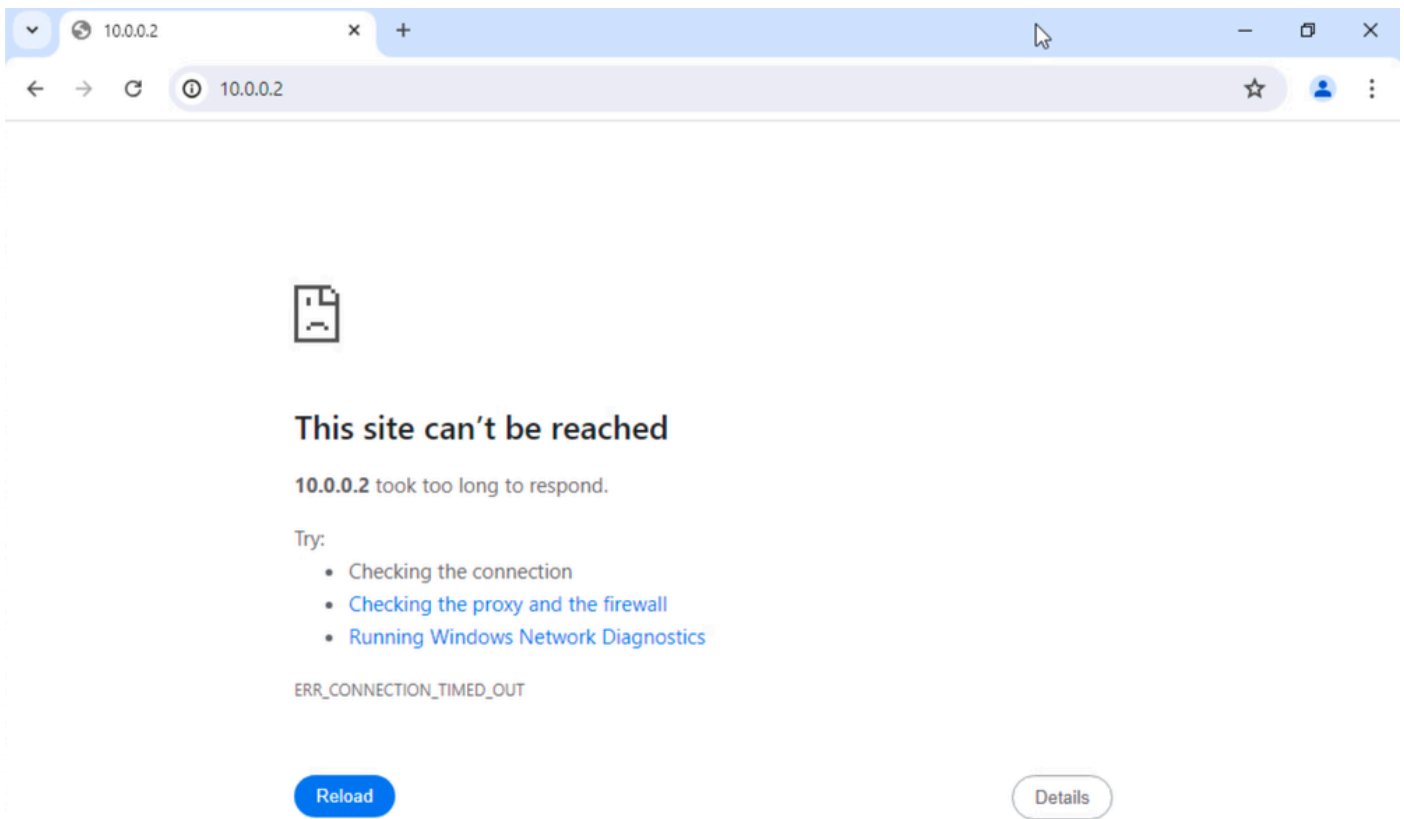 10.0.0.2
10.0.0.2
This site can’t be reached
10.0.0.2 took too long to respond.
Try:
• Checking the connection
• Checking the proxy and the firewall
• Running Windows Network Diagnostics
ERR_CONNECTION_TIMED_OUT
Reload Details